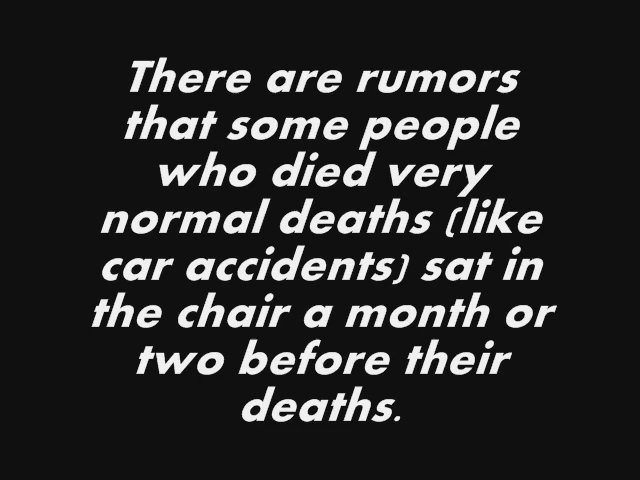 There are rumors
that some people
who died very
normal deaths (like
car accidents) sat in
the chair a month or
two before their
deaths.